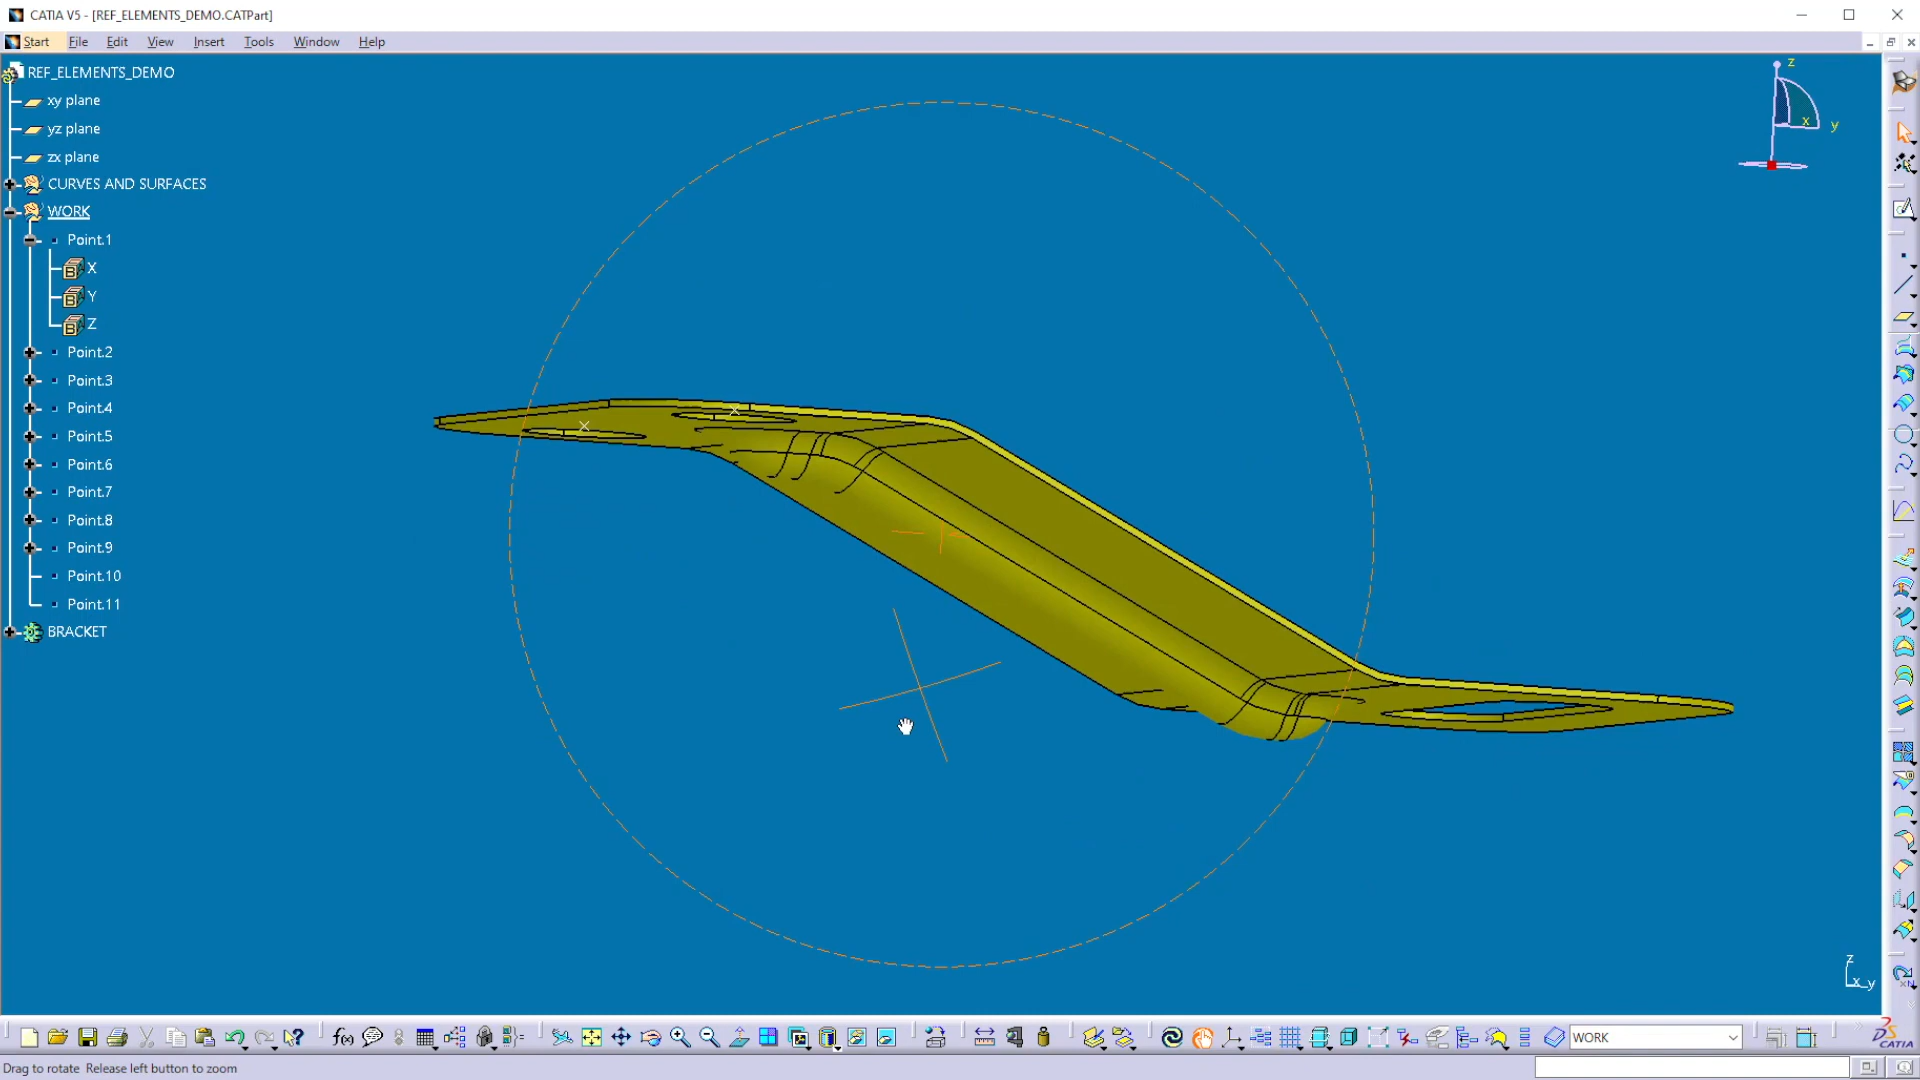 CATIA V5 - [REF_ELEMENTS_DEMO.CATPart]
Start File Edit View Insert Tools Window Help
REF_ELEMENTS_DEMO
xy plane
yz plane
zx plane
CURVES AND SURFACES
WORK
Point.1
X
Y
Z
Point.2
Point.3
Point.4
Point.5
Point.6
Point.7
Point.8
Point.9
Point.10
Point.11
BRACKET
z
x
y
z
x y
WORK
CATIA
Drag to rotate Release left button to zoom